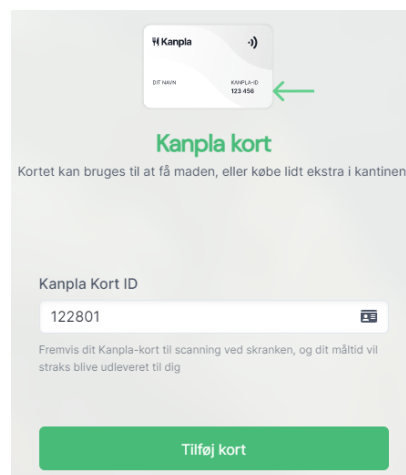 Kanpla
DIT NAVN
KANPLA-ID
123 456
Kanpla kort
Kortet kan bruges til at få maden, eller købe lidt ekstra i kantinen
Kanpla Kort ID
122801
Fremvis dit Kanpla-kort til scanning ved skranken, og dit måltid vil
straks blive udleveret til dig
Tilføj kort